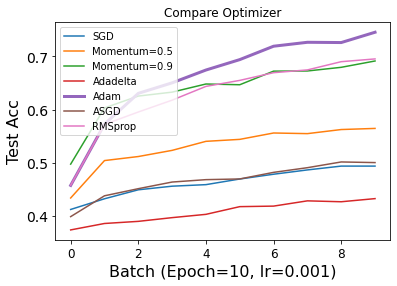 Compare Optimizer
SGD
Momentum=0.5
Momentum=0.9
Adadelta
Adam
ASGD
RMSprop
Test Acc
0.7
0.6
0.5
0.4
0 2 4 6 8
Batch (Epoch=10, lr=0.001)